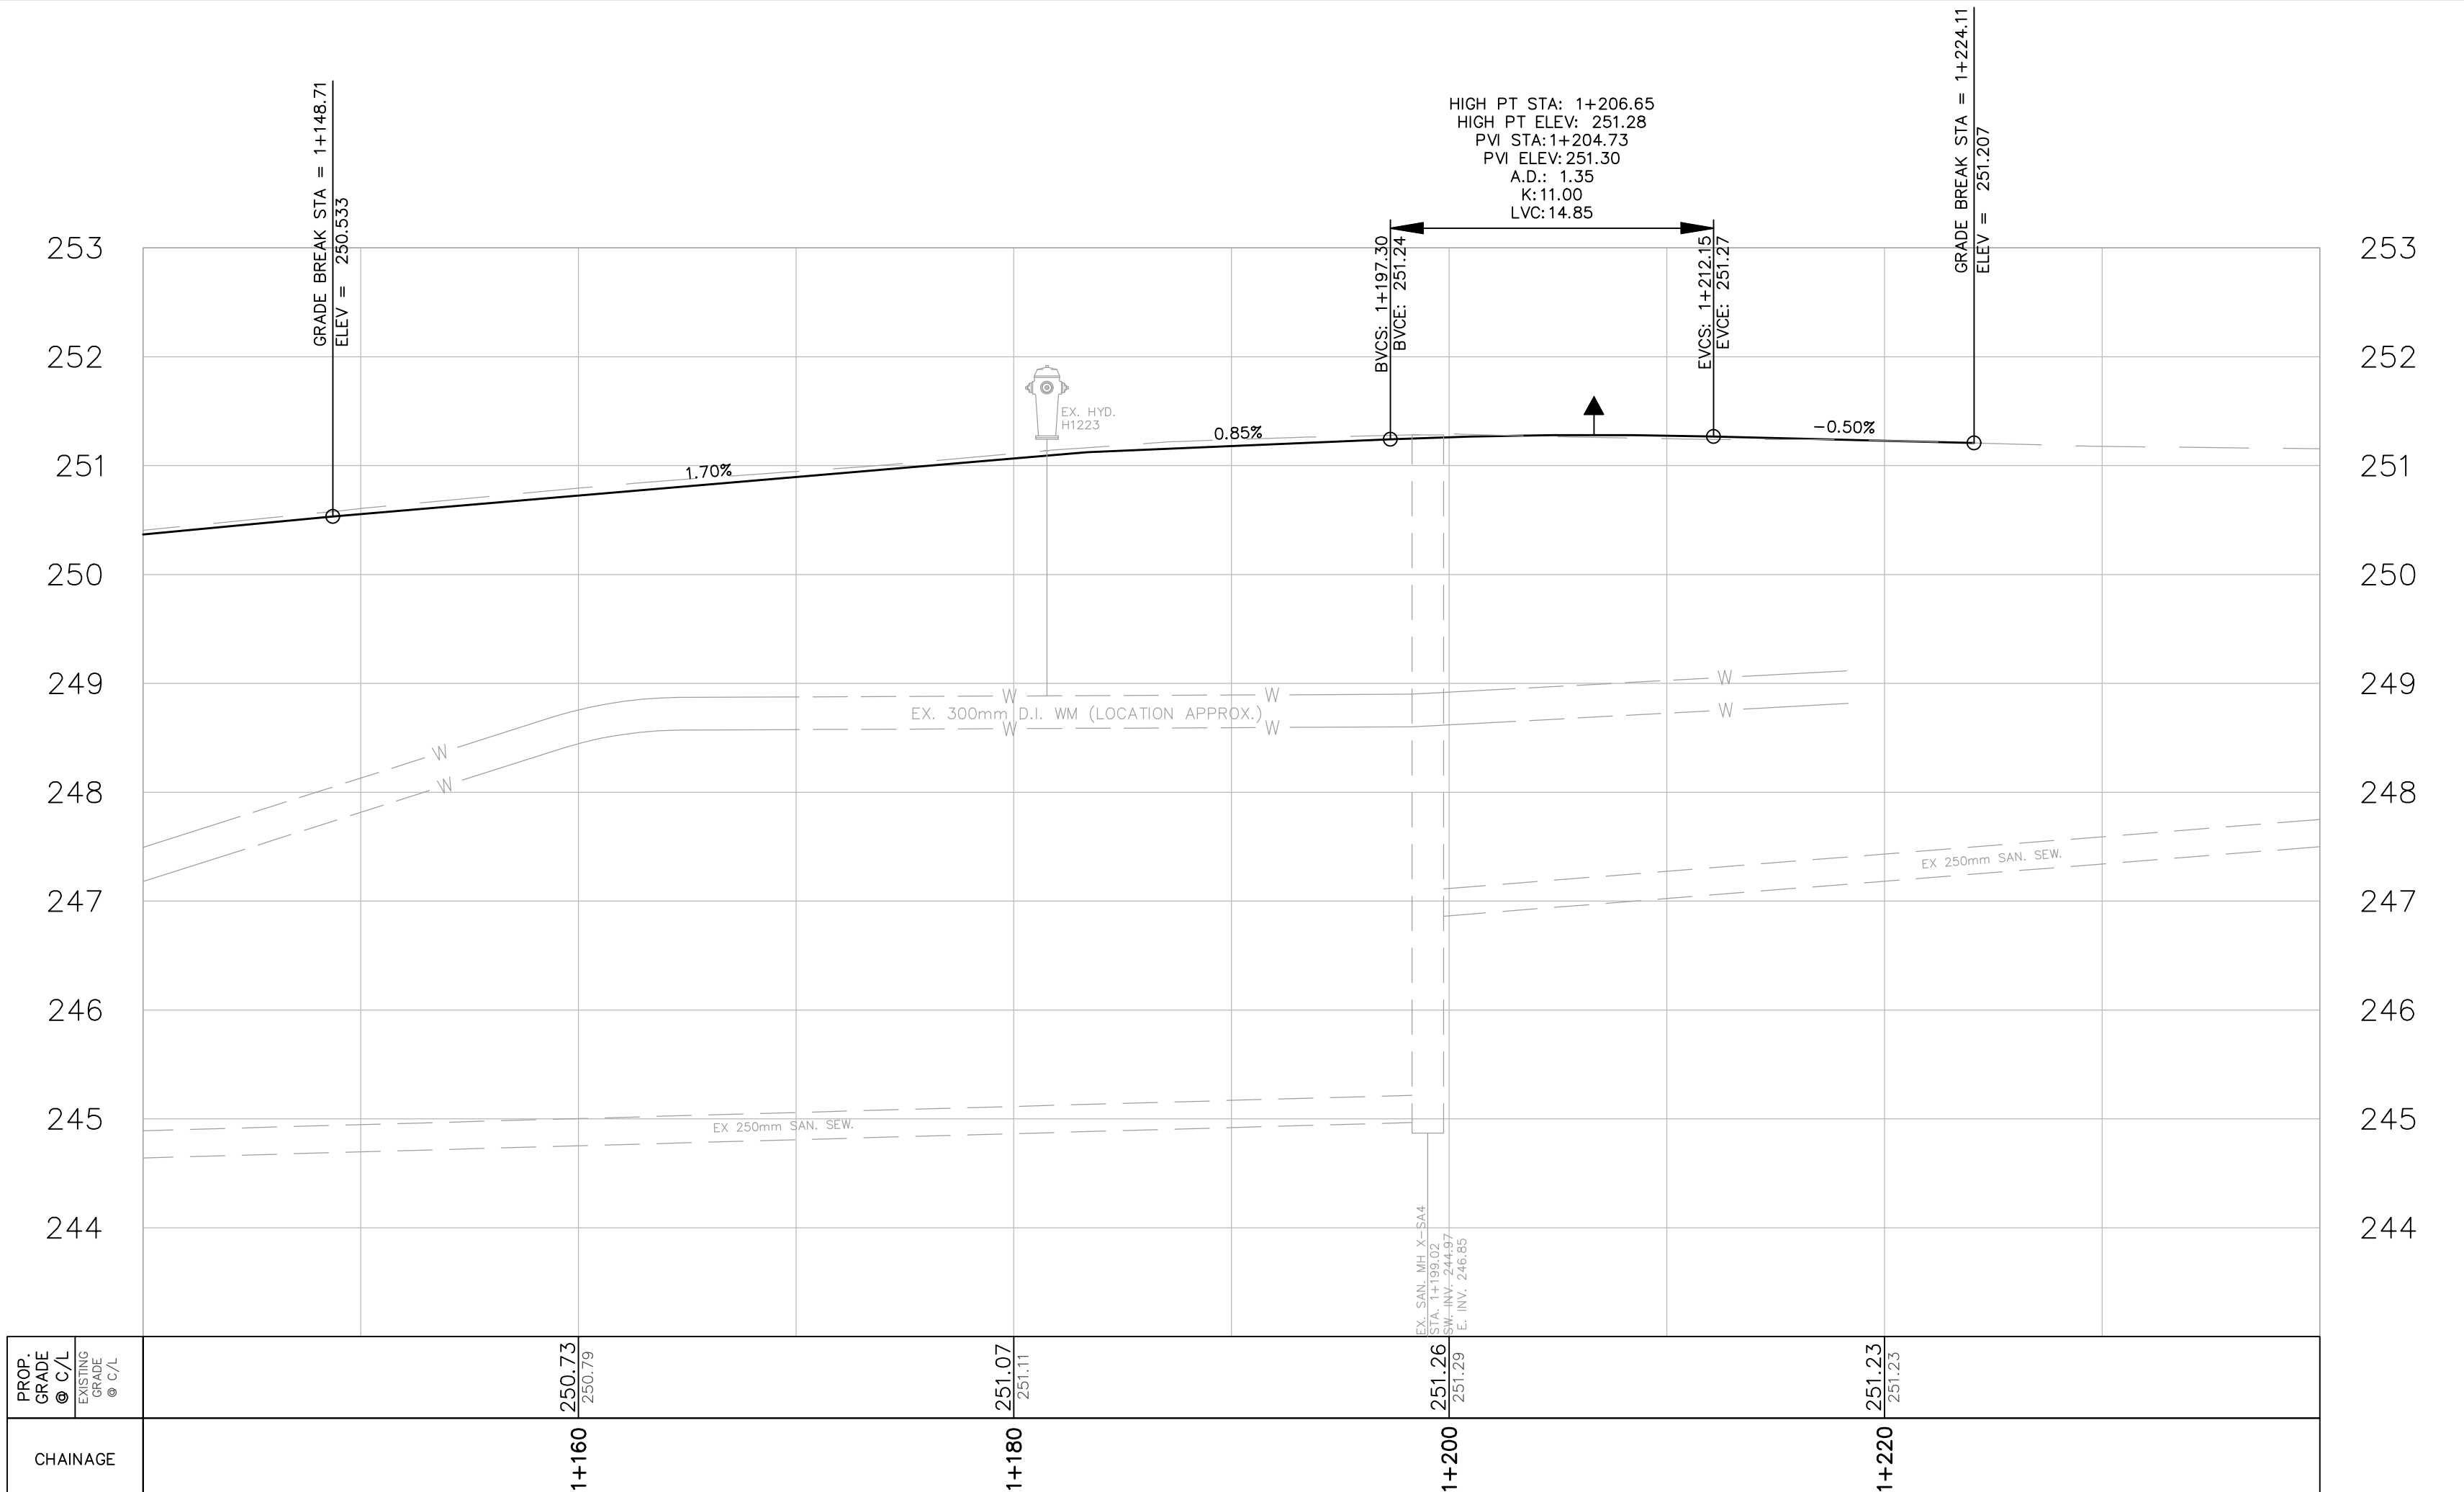 GRADE BREAK STA = 1+148.71
ELEV = 250.533
HIGH PT STA: 1+206.65
HIGH PT ELEV: 251.28
PVI STA:1+204.73
PVI ELEV:251.30
A.D.: 1.35
K:11.00
LVC:14.85
BVCS: 1+197.30
BVCE: 251.24
EVCS: 1+212.15
EVCE: 251.27
GRADE BREAK STA = 1+224.11
ELEV = 251.207
253
253
252
252
EX. HYD.
H1223
1.70%
0.85%
-0.50%
251
251
250
250
249
249
W
W
W
EX. 300mm D.I. WM (LOCATION APPROX.)
W
W
W
W
W
248
248
EX 250mm SAN. SEW.
247
247
246
246
245
245
EX 250mm SAN. SEW.
244
244
EX. SAN. MH X-SA4
STA. 1+199.02
SW. INV. 244.97
E. INV. 246.85
PROP.
GRADE
@ C/L
EXISTING
GRADE
@ C/L
250.73
250.79
251.07
251.11
251.26
251.29
251.23
251.23
CHAINAGE
1+160
1+180
1+200
1+220